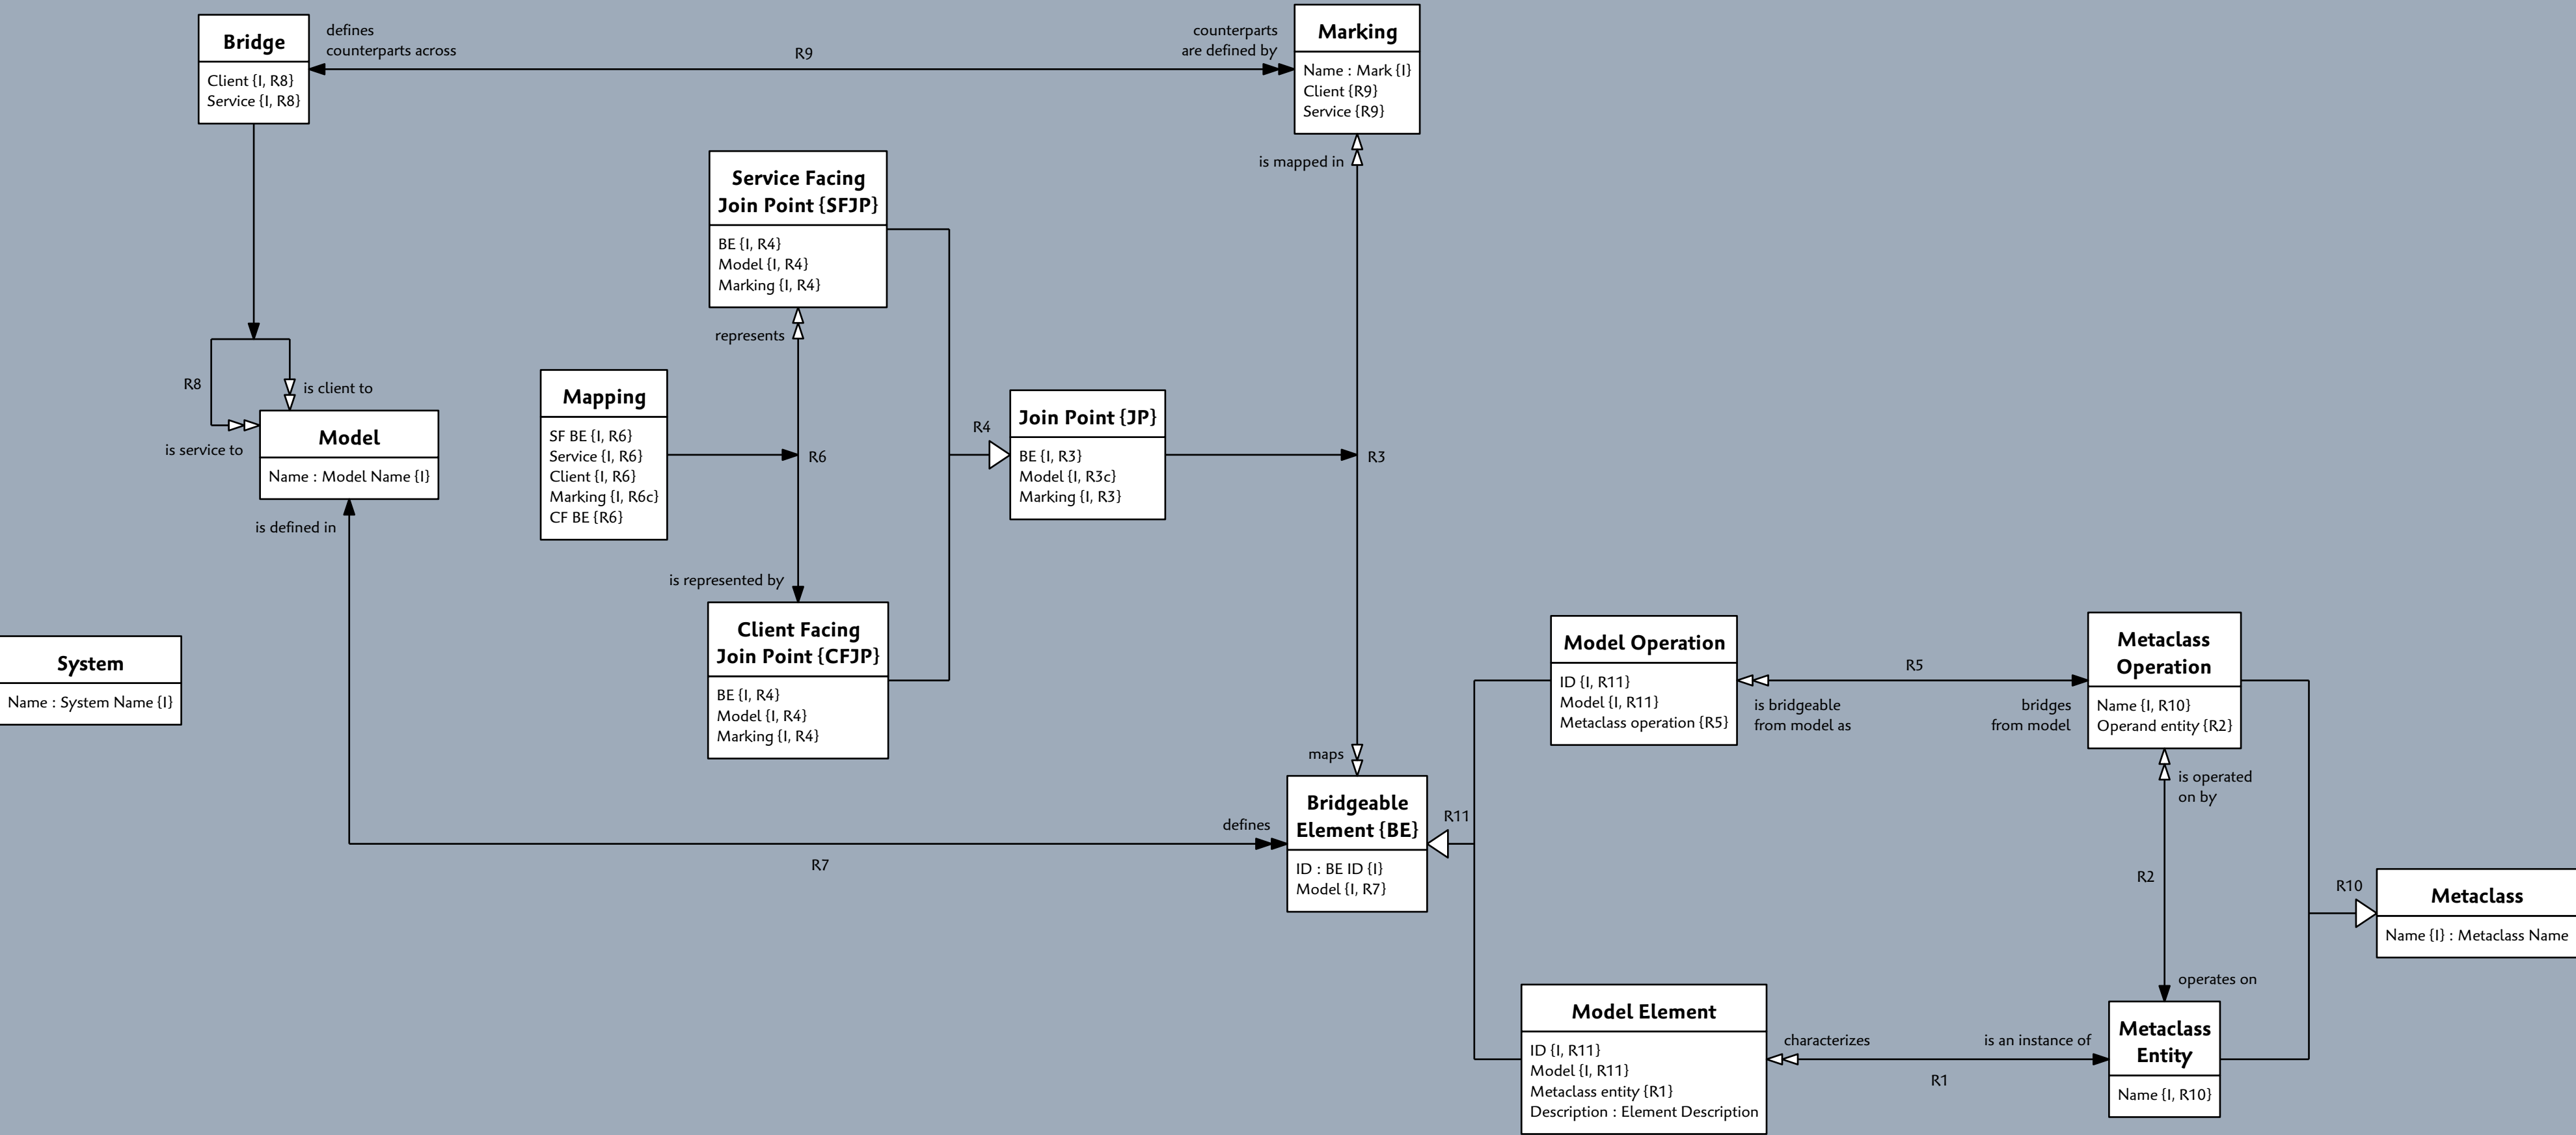 Bridge
Client {I, R8}
Service {I, R8}
defines
counterparts across
R9
counterparts
are defined by
Marking
Name : Mark {I}
Client {R9}
Service {R9}
is mapped in
Service Facing
Join Point {SFJP}
BE {I, R4}
Model {I, R4}
Marking {I, R4}
represents
R8
is client to
is service to
Model
Name : Model Name {I}
is defined in
Mapping
SF BE {I, R6}
Service {I, R6}
Client {I, R6}
Marking {I, R6c}
CF BE {R6}
R6
R4
Join Point {JP}
BE {I, R3}
Model {I, R3c}
Marking {I, R3}
R3
is represented by
Client Facing
Join Point {CFJP}
BE {I, R4}
Model {I, R4}
Marking {I, R4}
System
Name : System Name {I}
maps
defines
R7
Bridgeable
Element {BE}
ID : BE ID {I}
Model {I, R7}
R11
Model Operation
ID {I, R11}
Model {I, R11}
Metaclass operation {R5}
R5
is bridgeable
from model as
bridges
from model
Metaclass
Operation
Name {I, R10}
Operand entity {R2}
is operated
on by
R2
operates on
R10
Metaclass
Name {I} : Metaclass Name
Model Element
ID {I, R11}
Model {I, R11}
Metaclass entity {R1}
Description : Element Description
characterizes
is an instance of
R1
Metaclass
Entity
Name {I, R10}